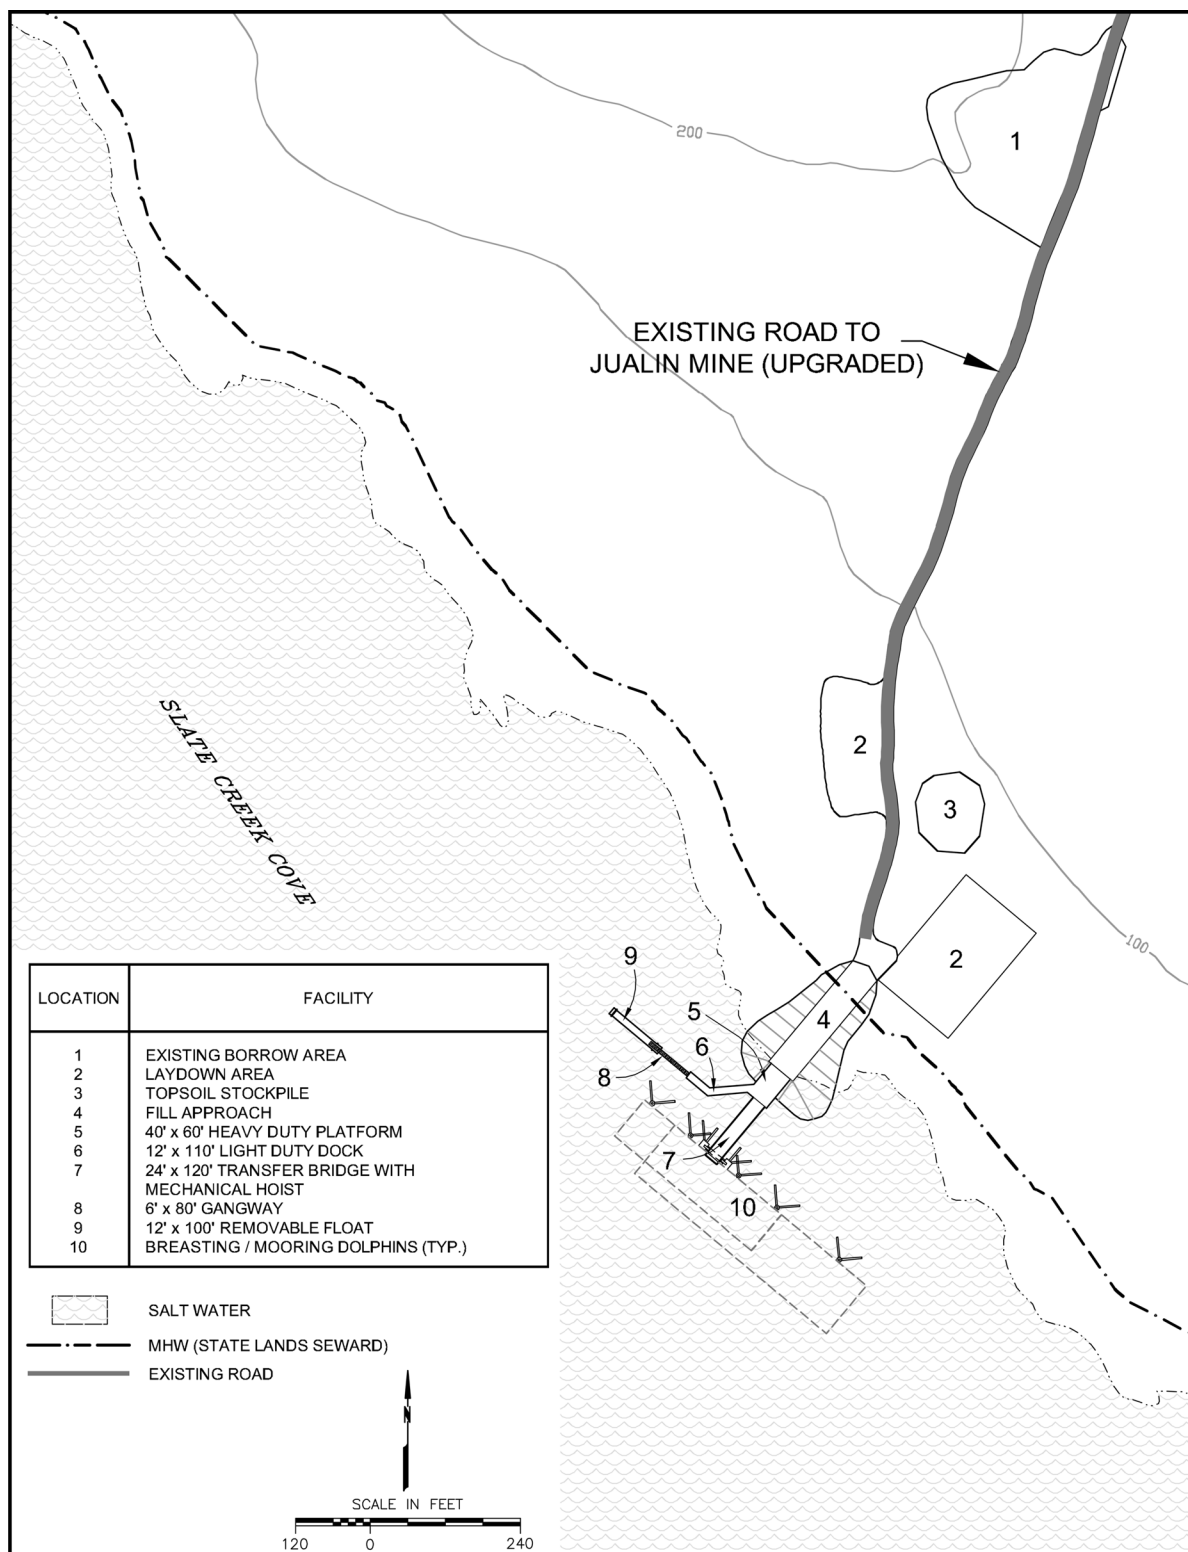 200
1
EXISTING ROAD TO
JUALIN MINE (UPGRADED)
2
3
SLATE CREEK COVE
100
2
9
5
4
6
8
7
10
LOCATION FACILITY
1 EXISTING BORROW AREA
2 LAYDOWN AREA
3 TOPSOIL STOCKPILE
4 FILL APPROACH
5 40' x 60' HEAVY DUTY PLATFORM
6 12' x 110' LIGHT DUTY DOCK
7 24' x 120' TRANSFER BRIDGE WITH
MECHANICAL HOIST
8 6' x 80' GANGWAY
9 12' x 100' REMOVABLE FLOAT
10 BREASTING / MOORING DOLPHINS (TYP.)
SALT WATER
MHW (STATE LANDS SEWARD)
EXISTING ROAD
N
SCALE IN FEET
120 0 240